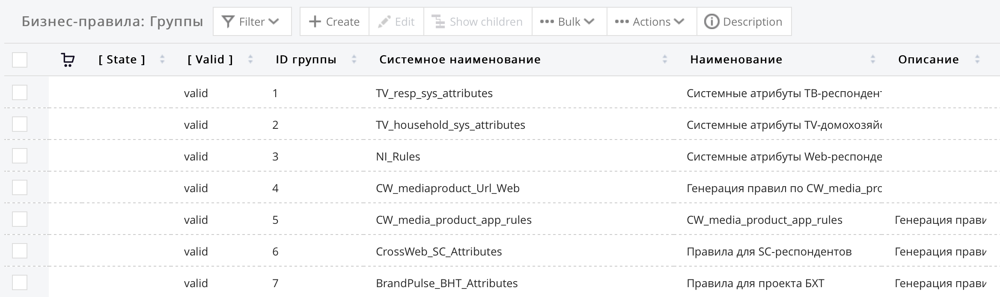 Бизнес-правила: Группы Filter Create Edit Show children Bulk Actions Description
[ State ] [ Valid ] ID группы Системное наименование Наименование Описание
valid 1 TV_resp_sys_attributes Системные атрибуты ТВ-респондент
valid 2 TV_household_sys_attributes Системные атрибуты TV-домохозяйс
valid 3 NI_Rules Системные атрибуты Web-респонде
valid 4 CW_mediaproduct_Url_Web Генерация правил по CW_media_prc
valid 5 CW_media_product_app_rules CW_media_product_app_rules Генерация прави
valid 6 CrossWeb_SC_Attributes Правила для SC-респондентов Генерация прави
valid 7 BrandPulse_BHT_Attributes Правила для проекта БХТ Генерация прави